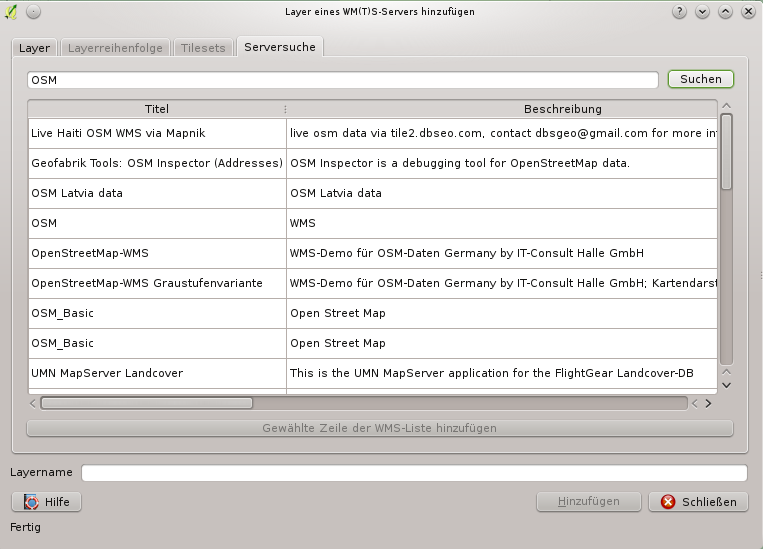 Layer eines WM(T)S-Servers hinzufügen
Layer Layerreihenfolge Tilesets Serversuche
OSM Suchen
Titel Beschreibung
Live Haiti OSM WMS via Mapnik live osm data via tile2.dbseo.com, contact dbsgeo@gmail.com for more inf
Geofabrik Tools: OSM Inspector (Addresses) OSM Inspector is a debugging tool for OpenStreetMap data.
OSM Latvia data OSM Latvia data
OSM WMS
OpenStreetMap-WMS WMS-Demo für OSM-Daten Germany by IT-Consult Halle GmbH
OpenStreetMap-WMS Graustufenvariante WMS-Demo für OSM-Daten Germany by IT-Consult Halle GmbH; Kartendarst
OSM_Basic Open Street Map
OSM_Basic Open Street Map
UMN MapServer Landcover This is the UMN MapServer application for the FlightGear Landcover-DB
Gewählte Zeile der WMS-Liste hinzufügen
Layername
Hilfe Hinzufügen Schließen
Fertig